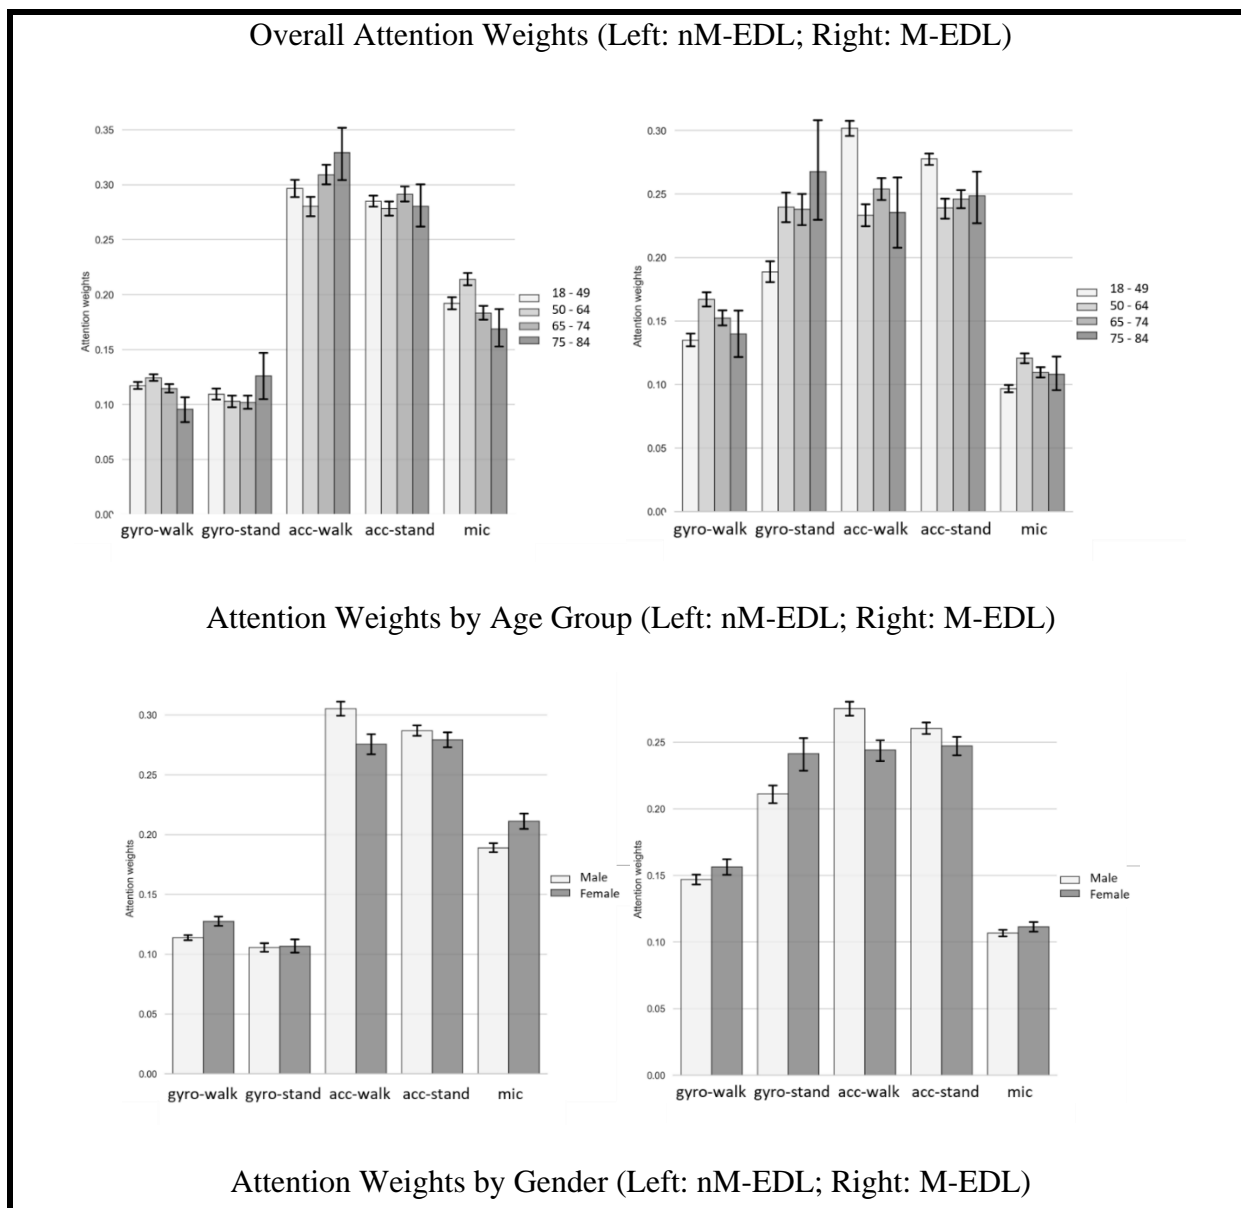 Overall Attention Weights (Left: nM-EDL; Right: M-EDL)
0.35
0.30
0.25
0.20
0.15
0.10
0.05
0.00
Attention weights
gyro-walk gyro-stand acc-walk acc-stand mic
18 - 49
50 - 64
65 - 74
75 - 84
0.30
0.25
0.20
0.15
0.10
0.05
0.00
Attention weights
gyro-walk gyro-stand acc-walk acc-stand mic
18 - 49
50 - 64
65 - 74
75 - 84
Attention Weights by Age Group (Left: nM-EDL; Right: M-EDL)
0.30
0.25
0.20
0.15
0.10
0.05
0.00
Attention weights
gyro-walk gyro-stand acc-walk acc-stand mic
Male
Female
0.25
0.20
0.15
0.10
0.05
0.00
Attention weights
gyro-walk gyro-stand acc-walk acc-stand mic
Male
Female
Attention Weights by Gender (Left: nM-EDL; Right: M-EDL)